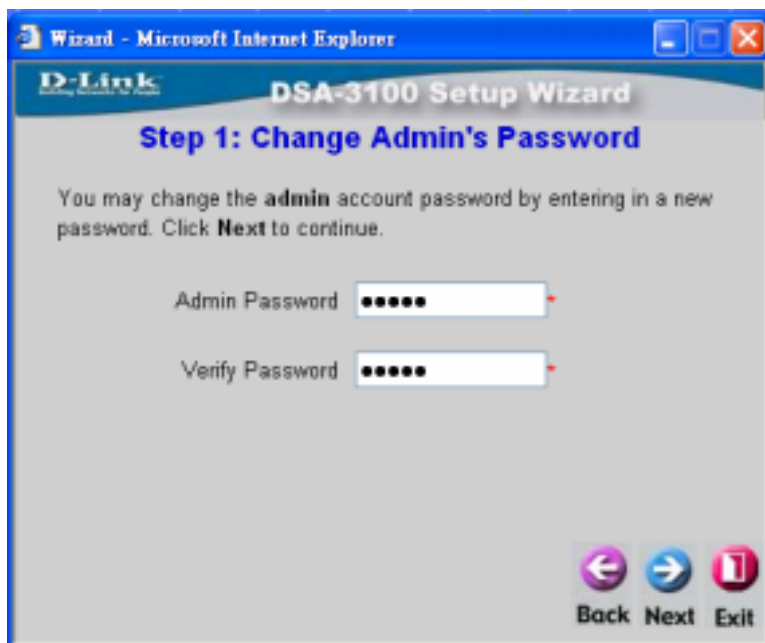 Wizard - Microsoft Internet Explorer
D-Link
DSA-3100 Setup Wizard
Step 1: Change Admin's Password
You may change the admin account password by entering in a new
password. Click Next to continue.
Admin Password ●●●●● *
Verify Password ●●●●● *
Back Next Exit